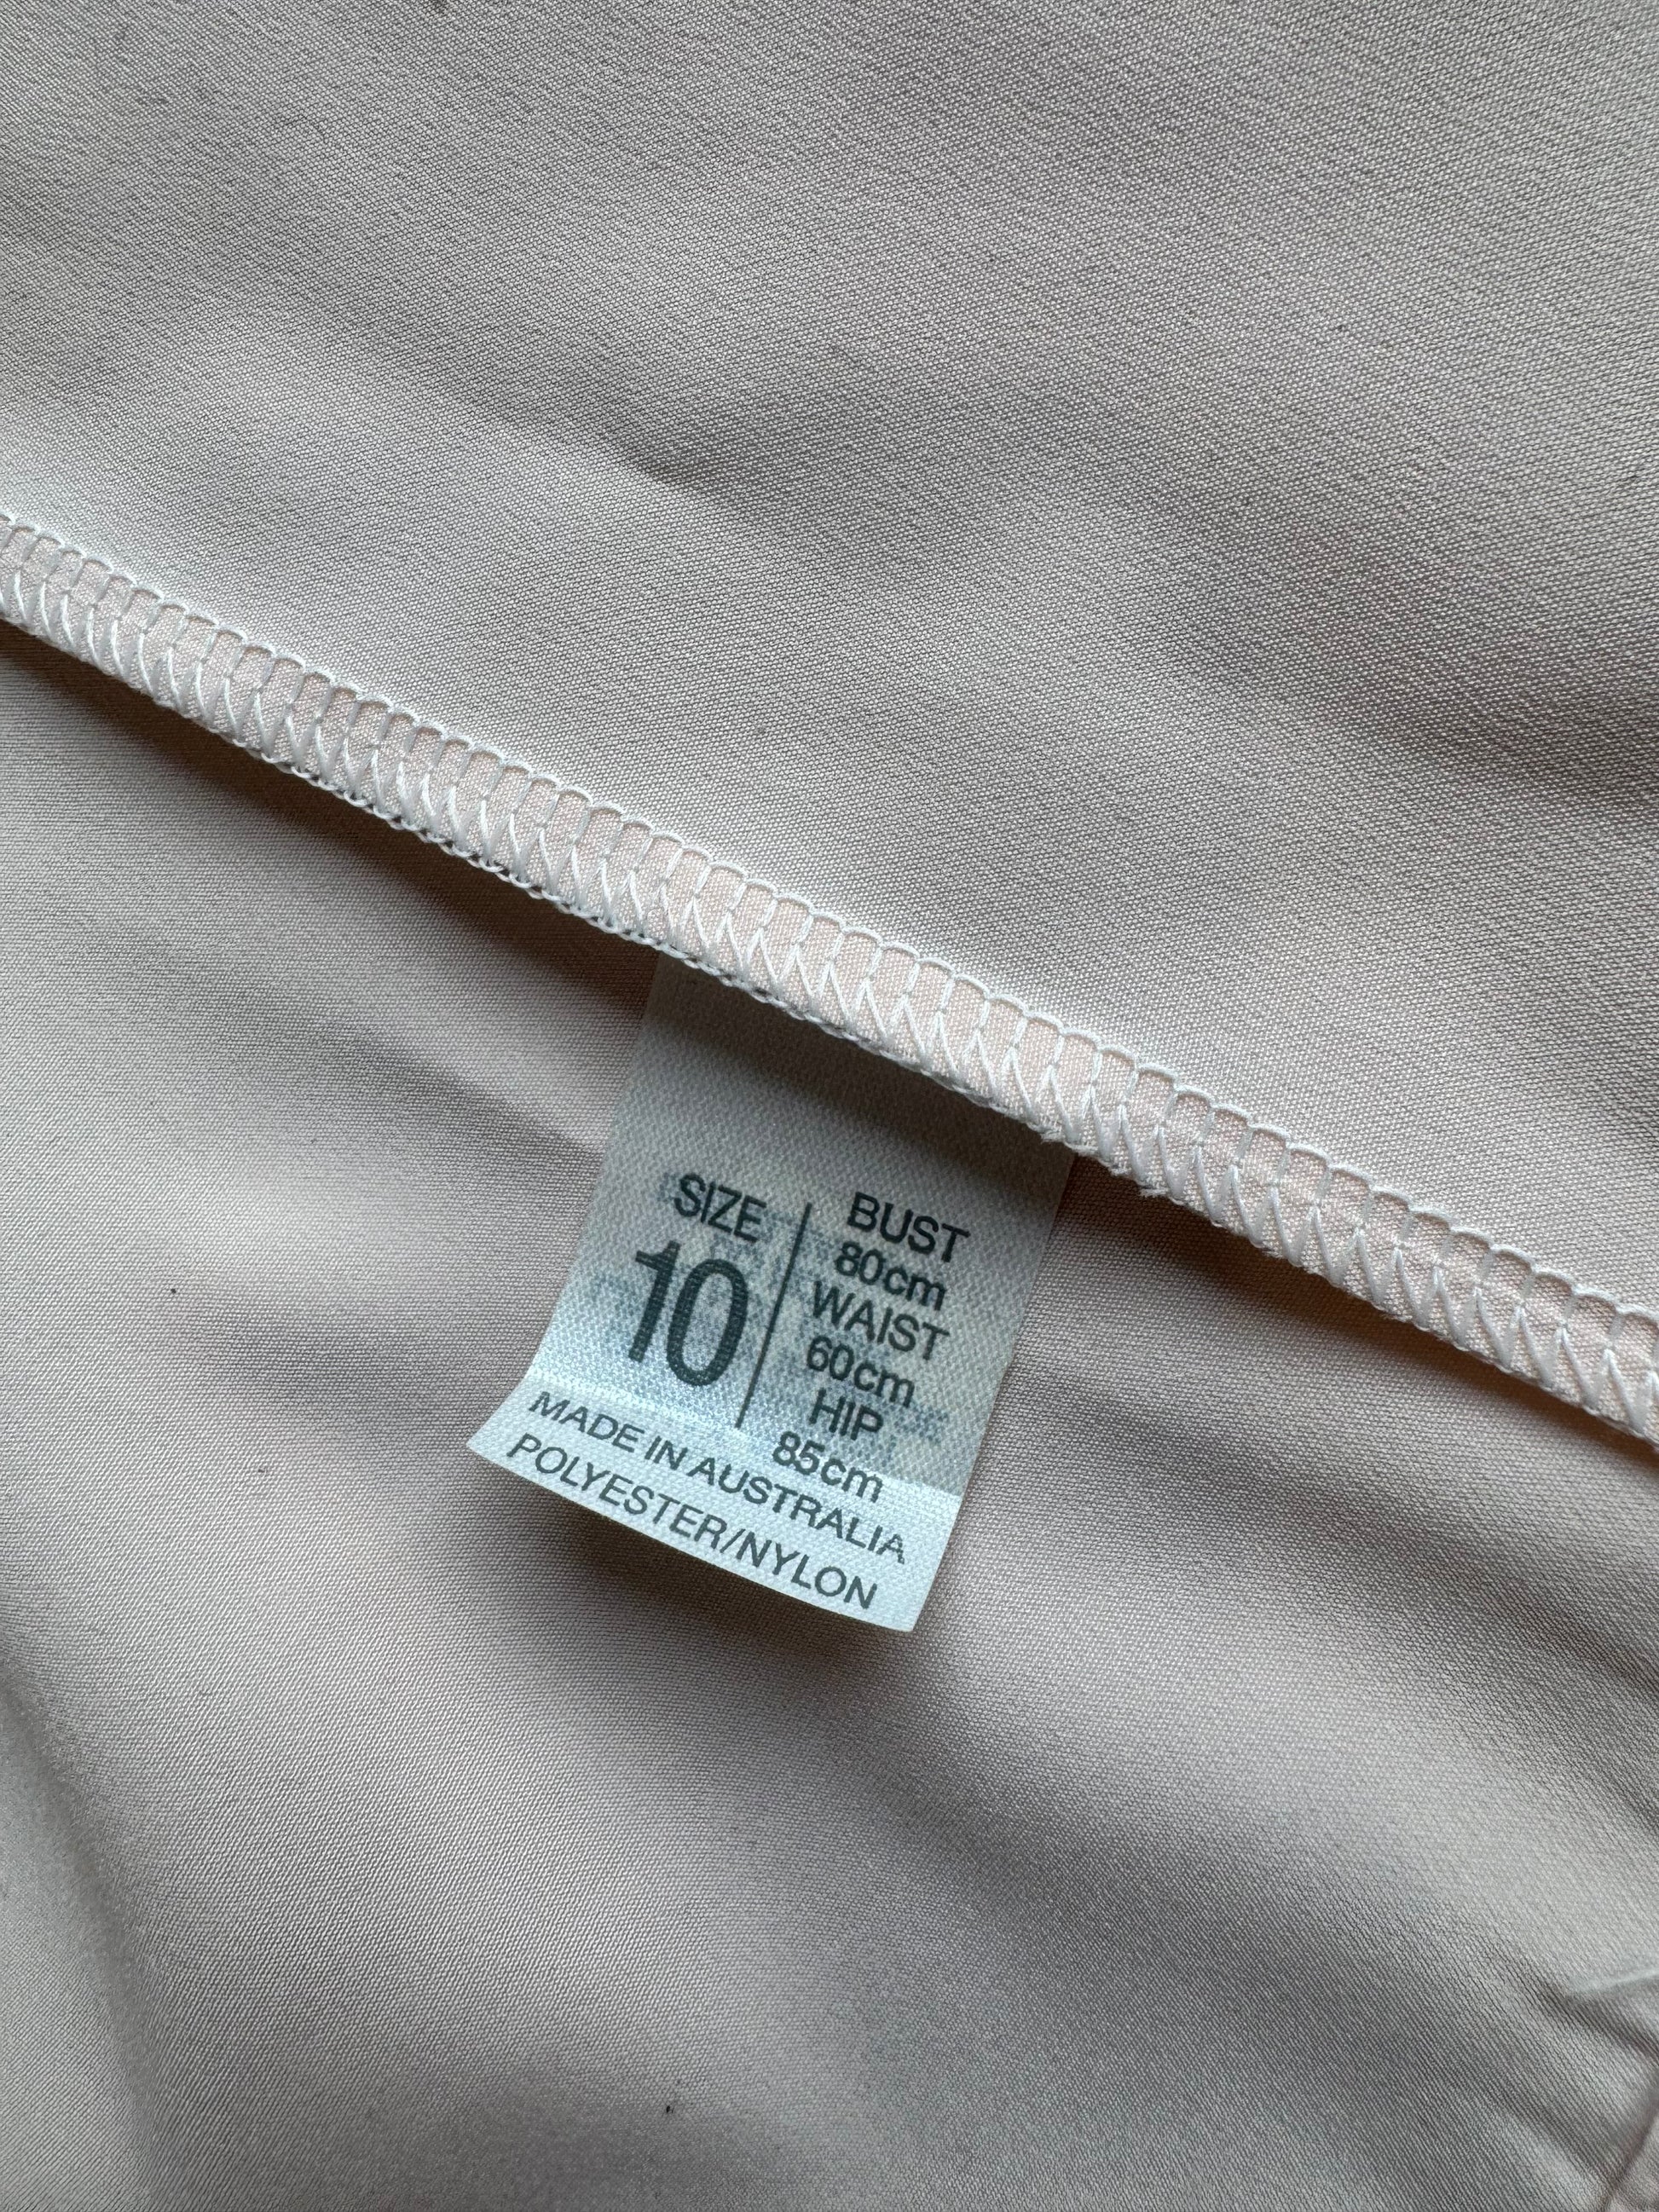 SIZE
10
BUST
80cm
WAIST
60cm
HIP
85cm
MADE IN AUSTRALIA
POLYESTER/NYLON